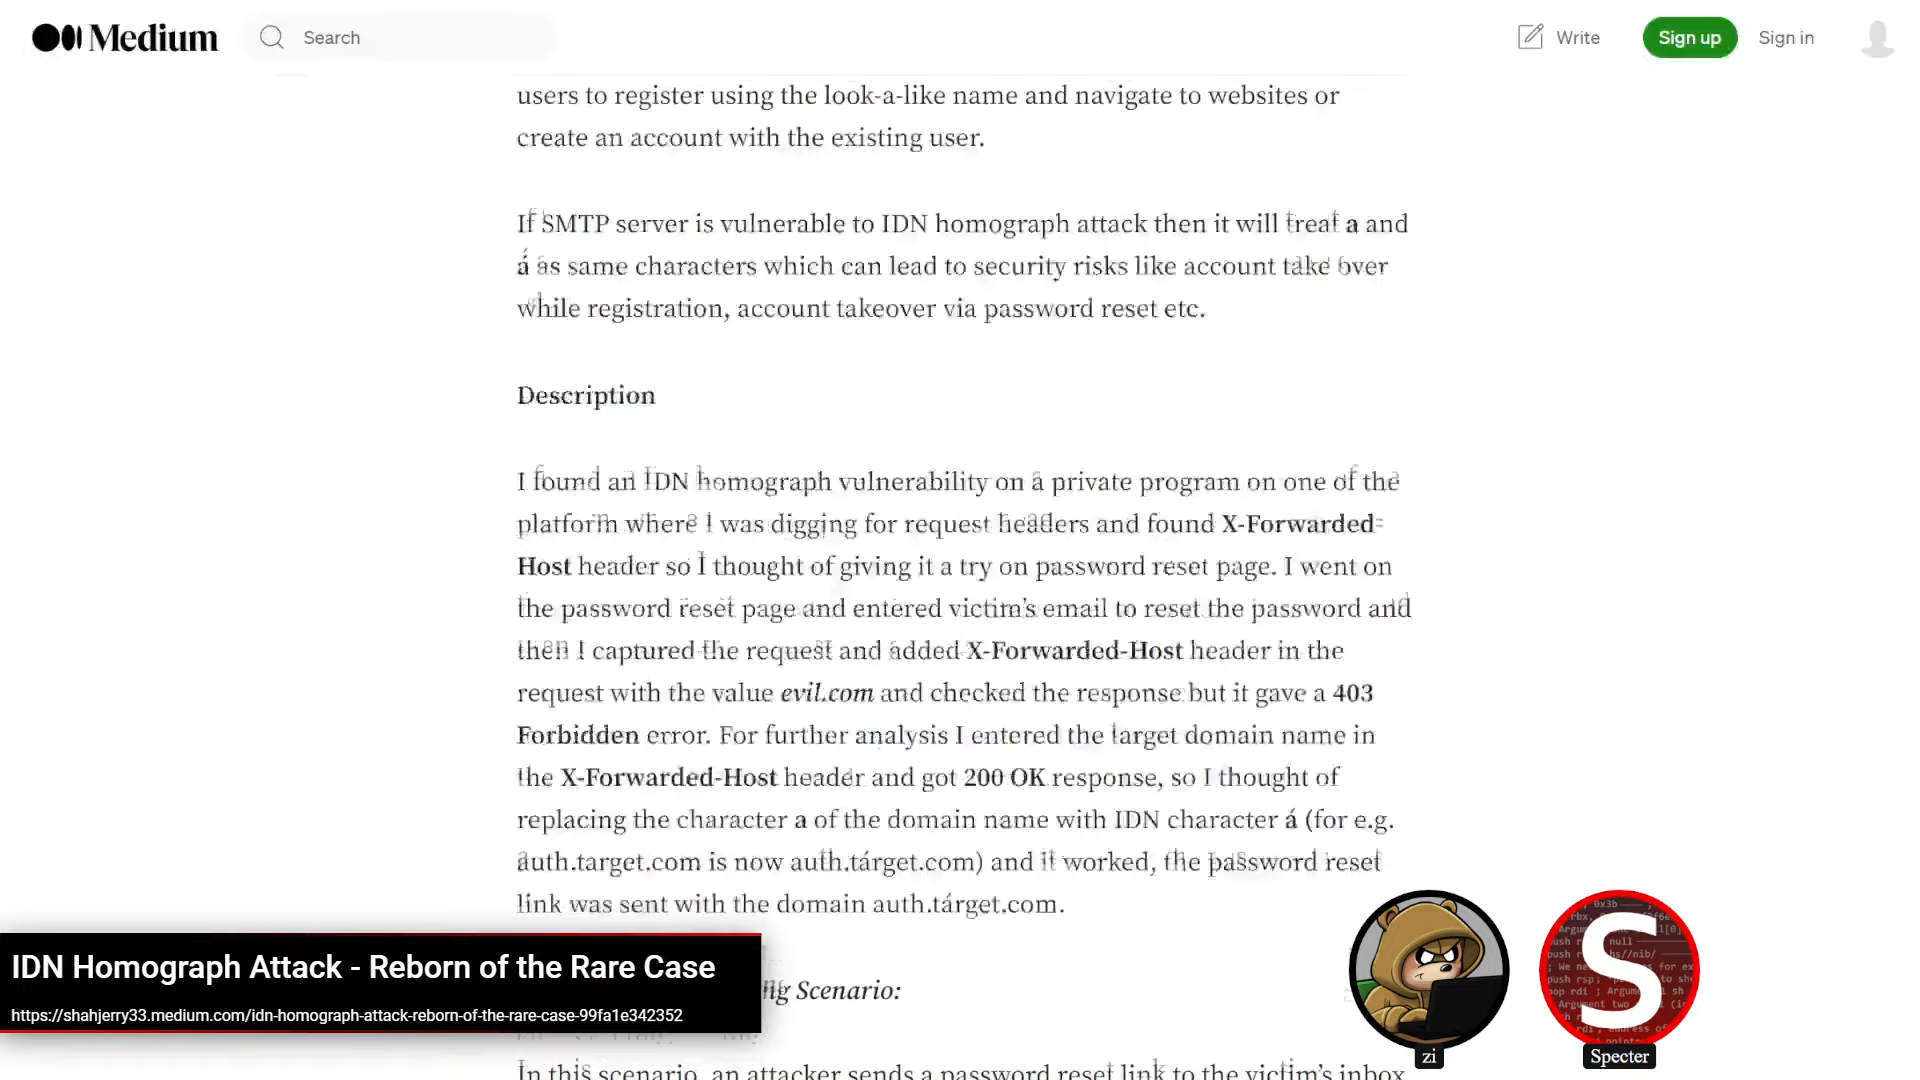 Medium
Search
Write
Sign up
Sign in
users to register using the look-a-like name and navigate to websites or
create an account with the existing user.
If SMTP server is vulnerable to IDN homograph attack then it will treat a and
á as same characters which can lead to security risks like account take over
while registration, account takeover via password reset etc.
Description
I found an IDN homograph vulnerability on a private program on one of the
platform where I was digging for request headers and found X-Forwarded-
Host header so I thought of giving it a try on password reset page. I went on
the password reset page and entered victim's email to reset the password and
then I captured the request and added X-Forwarded-Host header in the
request with the value evil.com and checked the response but it gave a 403
Forbidden error. For further analysis I entered the target domain name in
the X-Forwarded-Host header and got 200 OK response, so I thought of
replacing the character a of the domain name with IDN character á (for e.g.
auth.target.com is now auth.tárget.com) and it worked, the password reset
link was sent with the domain auth.tárget.com.
Scenario:
In this scenario, an attacker sends a password reset link to the victim's inbox
IDN Homograph Attack - Reborn of the Rare Case
https://shahjerry33.medium.com/idn-homograph-attack-reborn-of-the-rare-case-99fa1e342352
zi
S
Specter